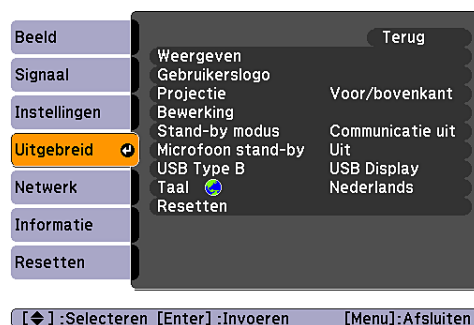 Beeld
Signaal
Instellingen
Uitgebreid
Netwerk
Informatie
Resetten
Terug
Weergeven
Gebruikerslogo
Projectie Voor/bovenkant
Bewerking
Stand-by modus Communicatie uit
Microfoon stand-by Uit
USB Type B USB Display
Taal Nederlands
Resetten
[◆] :Selecteren [Enter] :Invoeren [Menu]:Afsluiten